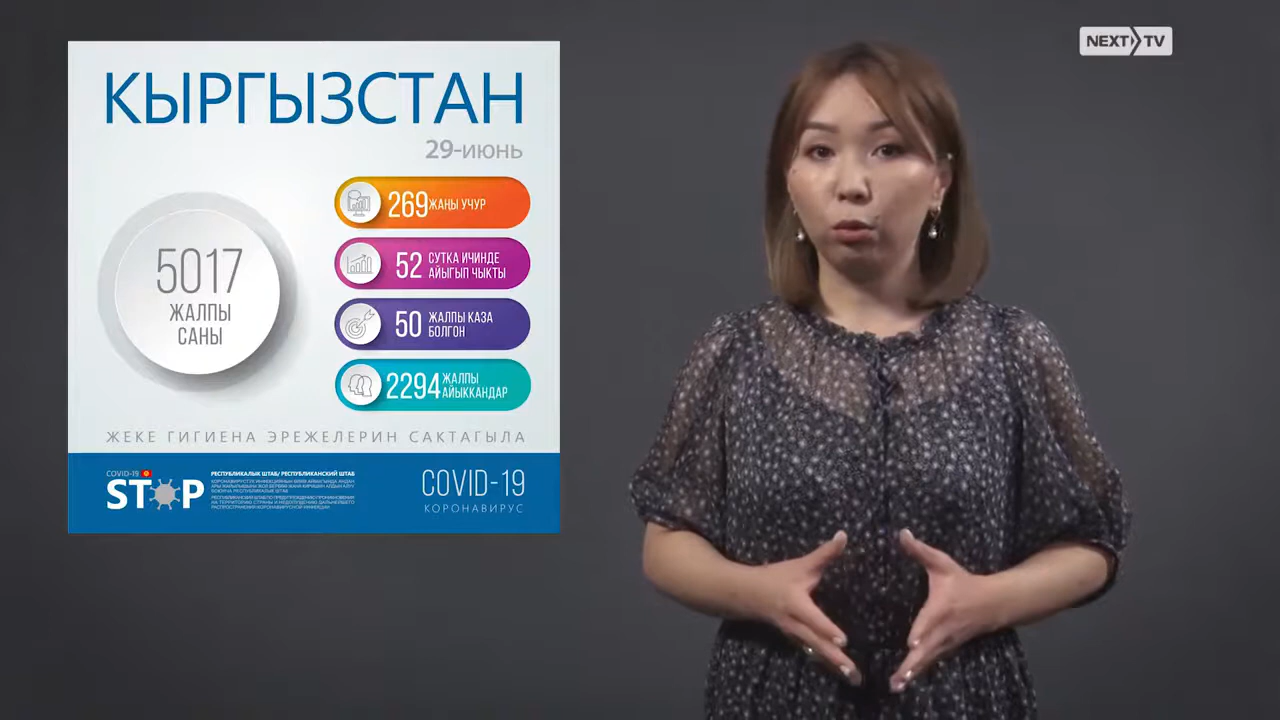 NEXT TV
КЫРГЫЗСТАН
29-июнь
269 ЖАҢЫ УЧУР
52 СУТКА ИЧИНДЕ
АЙЫГЫП ЧЫКТЫ
5017
ЖАЛПЫ
САНЫ
50 ЖАЛПЫ КАЗА
БОЛГОН
2294 ЖАЛПЫ
АЙЫККАНДАР
ЖЕКЕ ГИГИЕНА ЭРЕЖЕЛЕРИН САКТАГЫЛА
COVID-19
STOP
РЕСПУБЛИКАЛЫК ШТАБ/ РЕСПУБЛИКАНСКИЙ ШТАБ
COVID-19
КОРОНАВИРУС